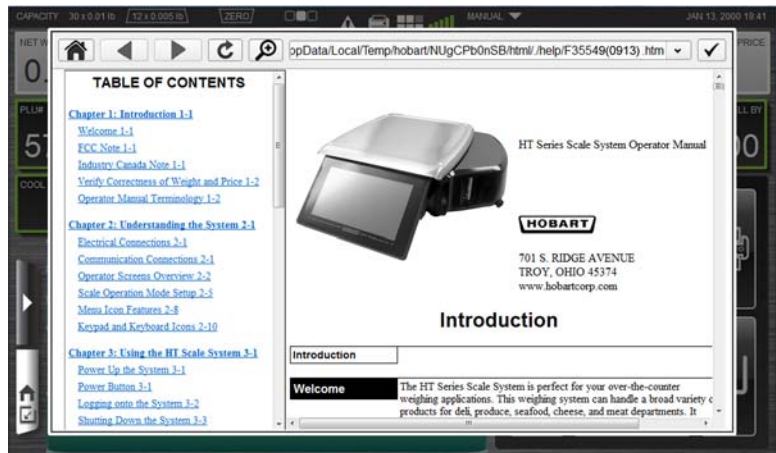 CAPACITY 30 x 0.01 lb 12 x 0.005 lb ZERO MANUAL JAN 13, 2000 19:41
NET W
PRICE
0.
ppData/Local/Temp/hobart/NUgCPb0nSB/html/./help/F35549(0913) .htm
PLU#
LL BY
57
00
COOL
TABLE OF CONTENTS
Chapter 1: Introduction 1-1
Welcome 1-1
FCC Note 1-1
Industry Canada Note 1-1
Verify Correctness of Weight and Price 1-2
Operator Manual Terminology 1-2
Chapter 2: Understanding the System 2-1
Electrical Connections 2-1
Communication Connections 2-1
Operator Screens Overview 2-2
Scale Operation Mode Setup 2-5
Menu Icon Features 2-8
Keypad and Keyboard Icons 2-10
Chapter 3: Using the HT Scale System 3-1
Power Up the System 3-1
Power Button 3-1
Logging onto the System 3-2
Shutting Down the System 3-3
HT Series Scale System Operator Manual
HOBART
701 S. RIDGE AVENUE
TROY, OHIO 45374
www.hobartcorp.com
Introduction
Introduction
Welcome
The HT Series Scale System is perfect for your over-the-counter
weighing applications. This weighing system can handle a broad variety o
products for deli, produce, seafood, cheese, and meat departments. It